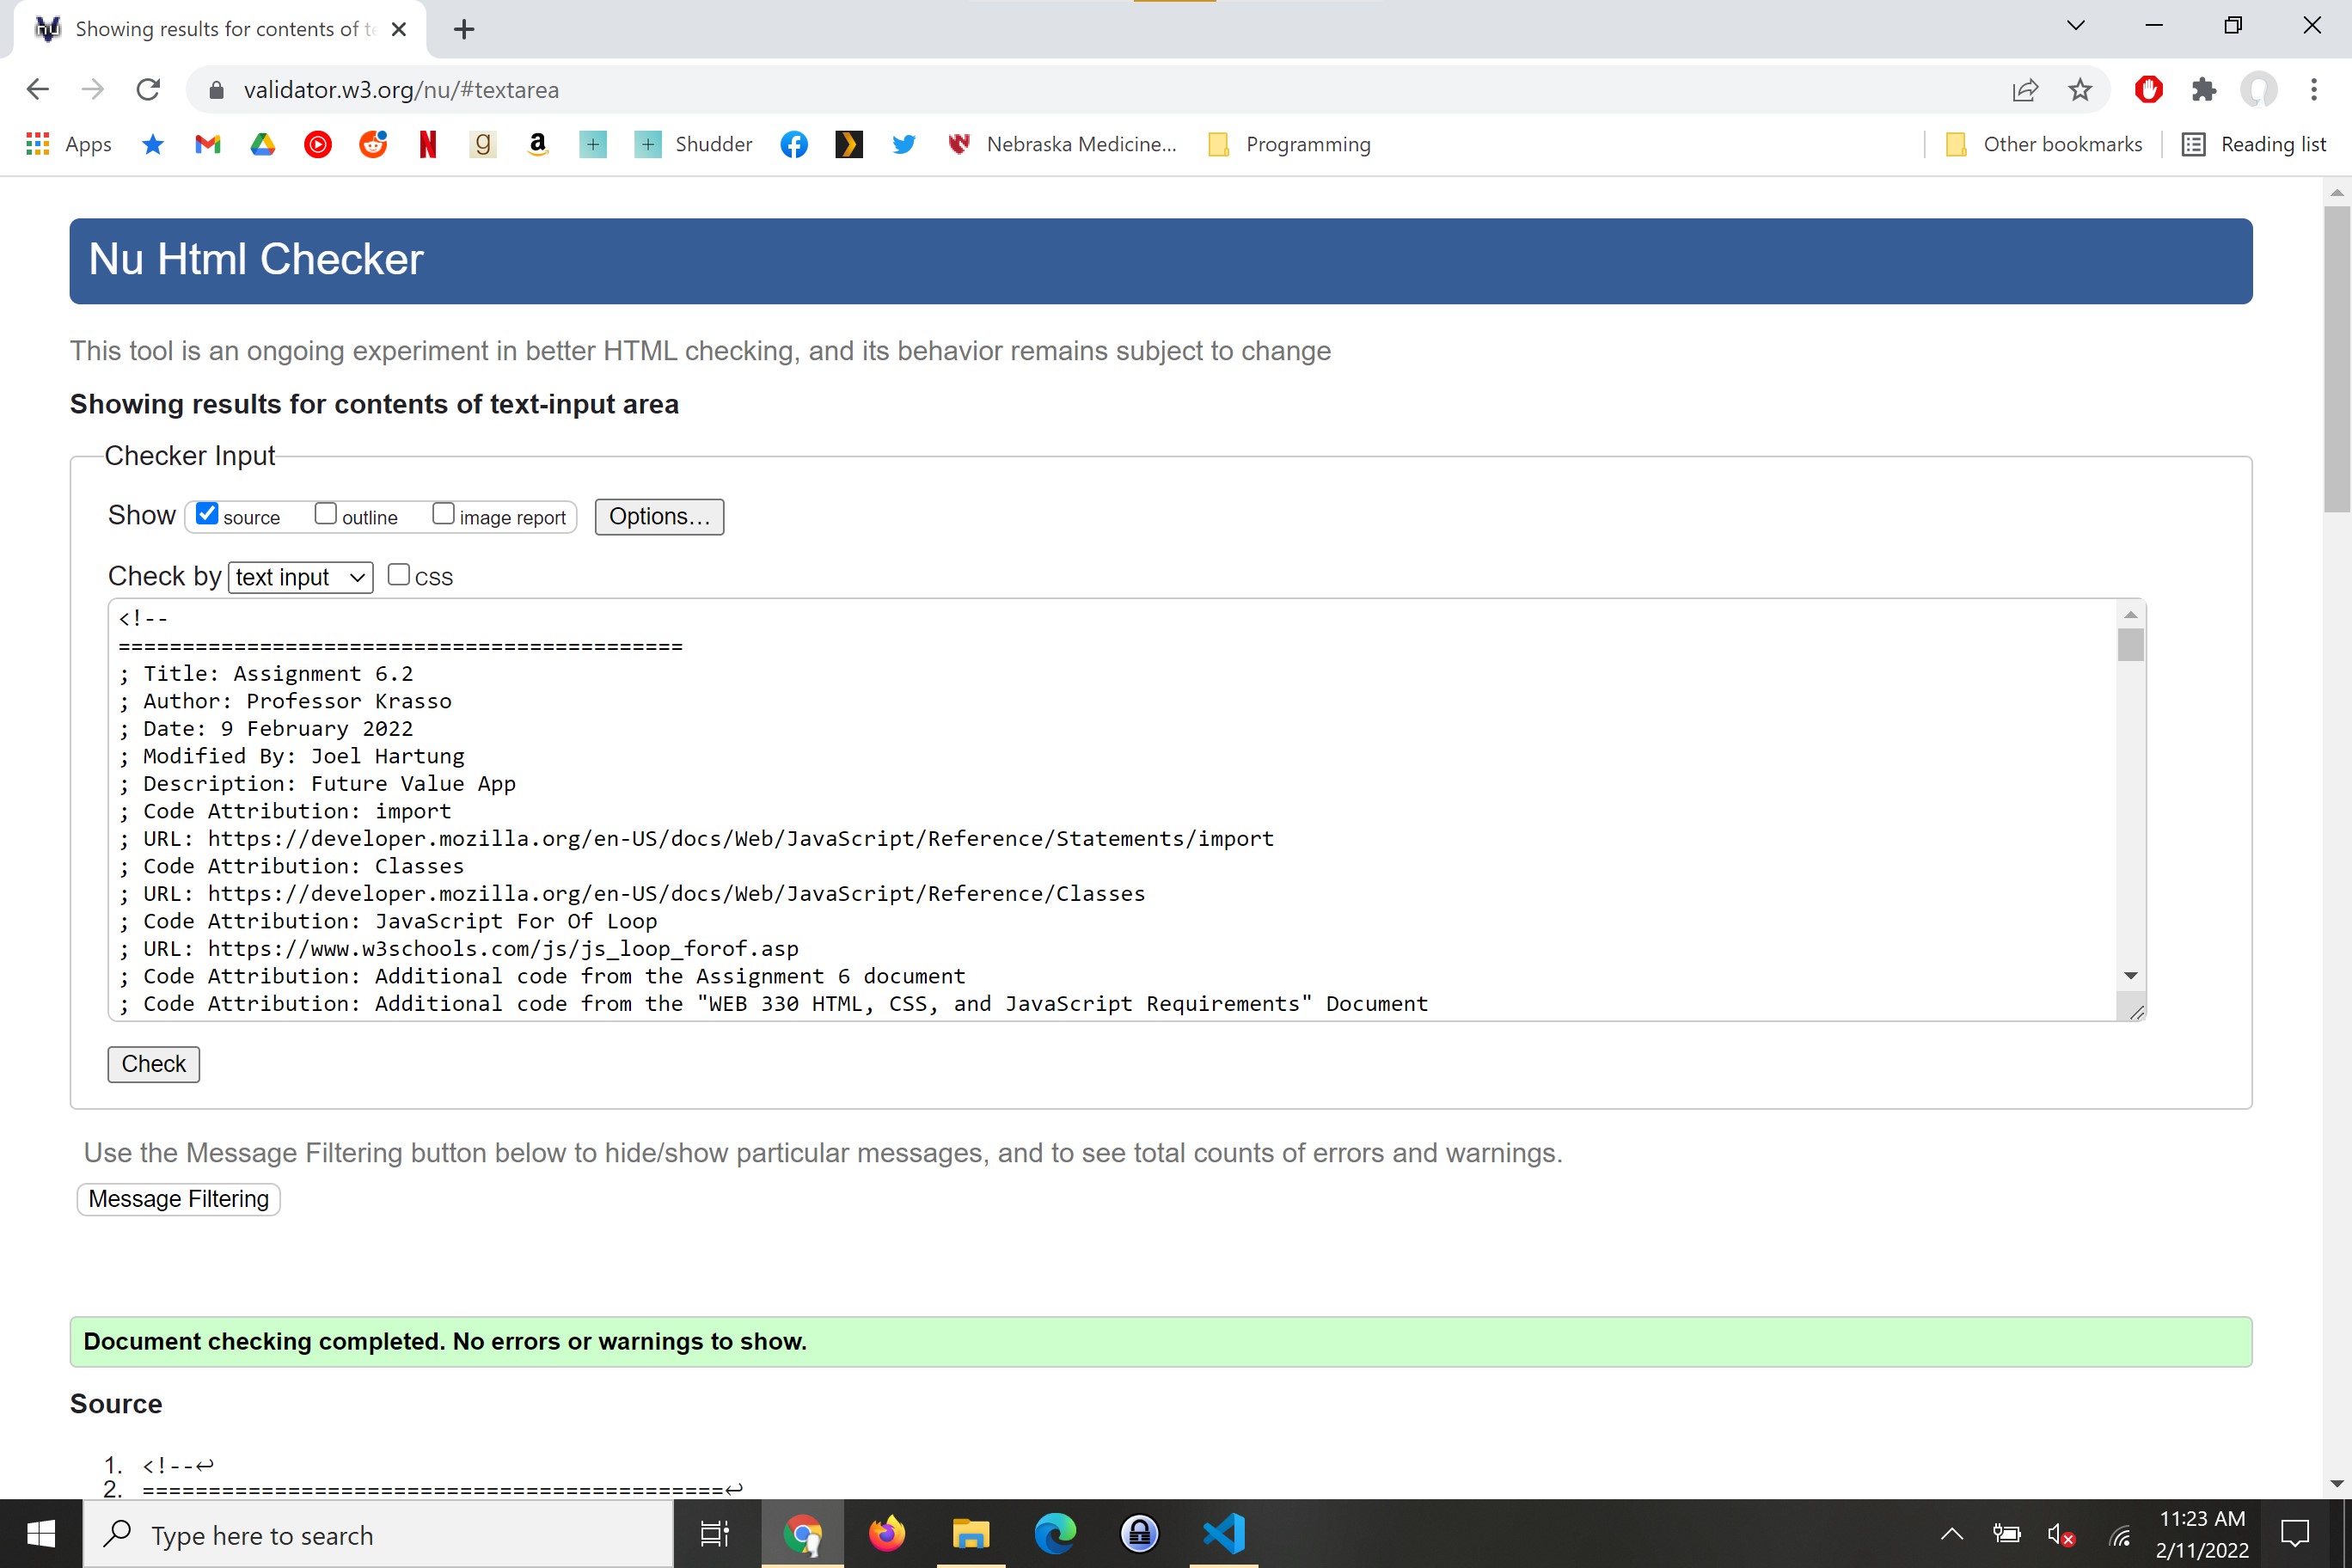 Showing results for contents of te
validator.w3.org/nu/#textarea
Apps
g
a
Shudder
Nebraska Medicine...
Programming
Other bookmarks
Reading list
Nu Html Checker
This tool is an ongoing experiment in better HTML checking, and its behavior remains subject to change
Showing results for contents of text-input area
Checker Input
Show source outline image report Options...
Check by text input CSS
<!--
============================================
; Title: Assignment 6.2
; Author: Professor Krasso
; Date: 9 February 2022
; Modified By: Joel Hartung
; Description: Future Value App
; Code Attribution: import
; URL: https://developer.mozilla.org/en-US/docs/Web/JavaScript/Reference/Statements/import
; Code Attribution: Classes
; URL: https://developer.mozilla.org/en-US/docs/Web/JavaScript/Reference/Classes
; Code Attribution: JavaScript For Of Loop
; URL: https://www.w3schools.com/js/js_loop_forof.asp
; Code Attribution: Additional code from the Assignment 6 document
; Code Attribution: Additional code from the "WEB 330 HTML, CSS, and JavaScript Requirements" Document
Check
Use the Message Filtering button below to hide/show particular messages, and to see total counts of errors and warnings.
Message Filtering
Document checking completed. No errors or warnings to show.
Source
1. <!--↩
2. ============================================↩
Type here to search
11:23 AM
2/11/2022